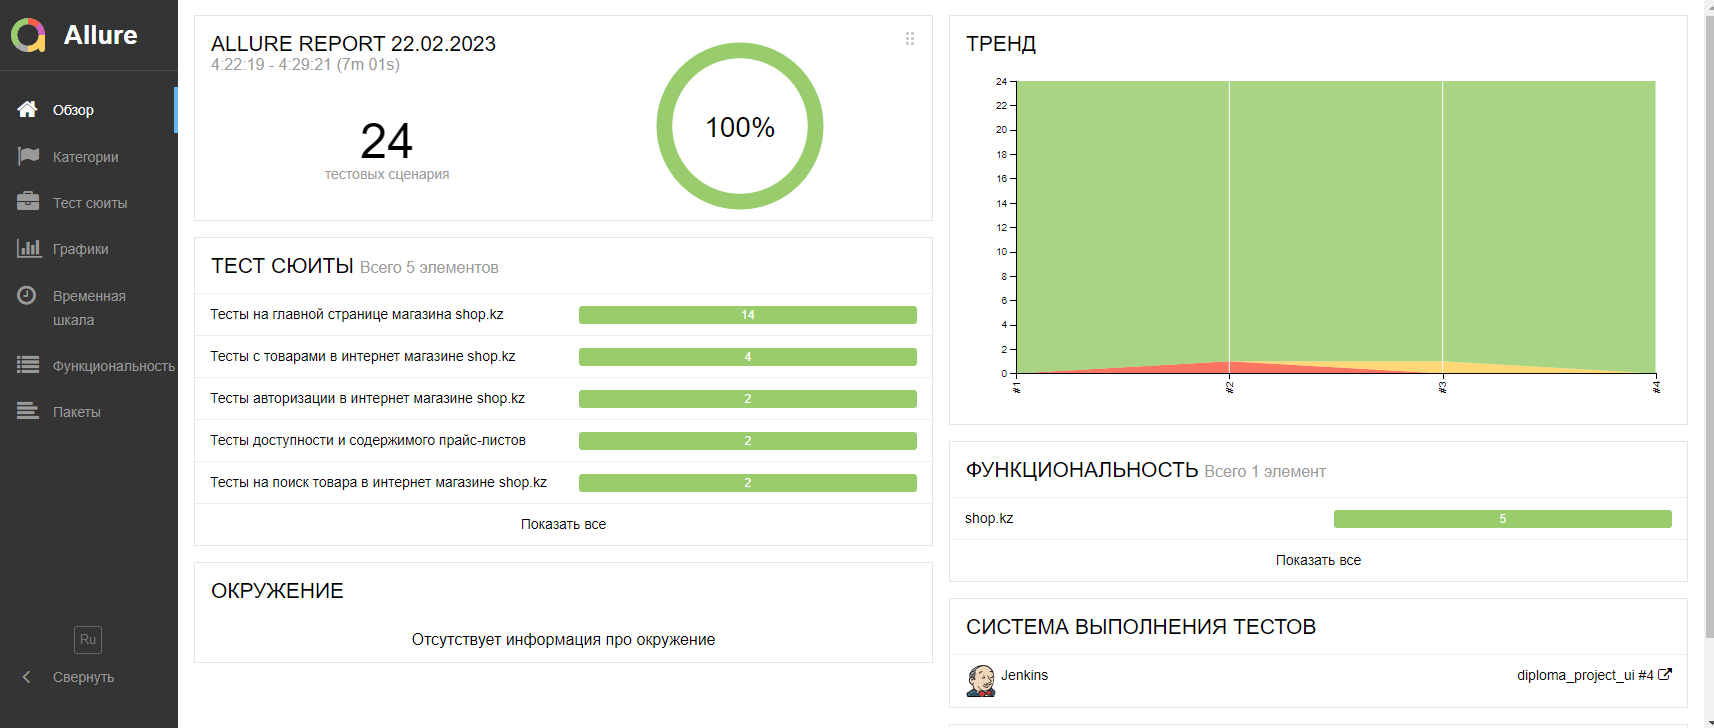 Allure
Обзор
Категории
Тест сюиты
Графики
Временная
шкала
Функциональность
Пакеты
Ru
Свернуть
ALLURE REPORT 22.02.2023
4:22:19 - 4:29:21 (7m 01s)
24
тестовых сценария
100%
ТЕСТ СЮИТЫ Всего 5 элементов
Тесты на главной странице магазина shop.kz 14
Тесты с товарами в интернет магазине shop.kz 4
Тесты авторизации в интернет магазине shop.kz 2
Тесты доступности и содержимого прайс-листов 2
Тесты на поиск товара в интернет магазине shop.kz 2
Показать все
ОКРУЖЕНИЕ
Отсутствует информация про окружение
ТРЕНД
24
22
20
18
16
14
12
10
8
6
4
2
0
#1 #2 #3 #4
ФУНКЦИОНАЛЬНОСТЬ Всего 1 элемент
shop.kz 5
Показать все
СИСТЕМА ВЫПОЛНЕНИЯ ТЕСТОВ
Jenkins diploma_project_ui #4